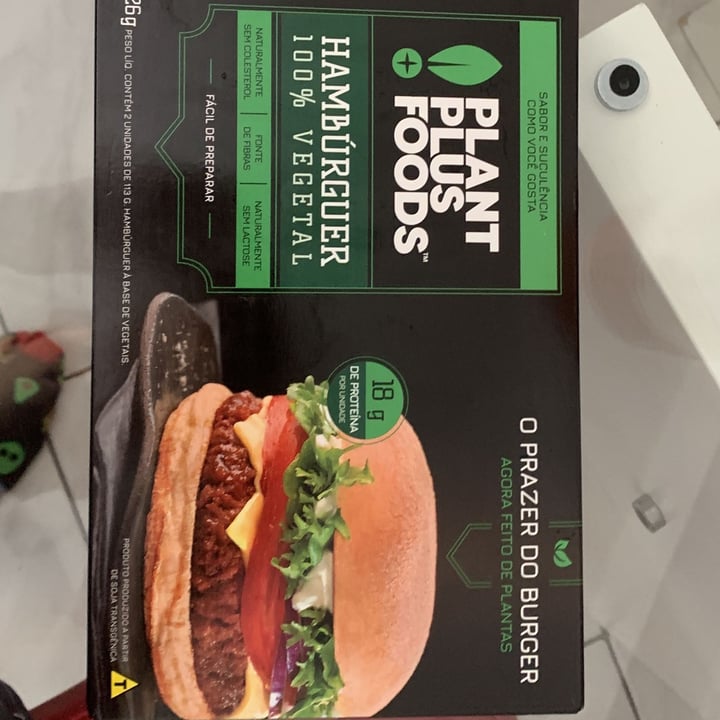 SABOR E SUCULÊNCIA
COMO VOCÊ GOSTA
PLANT
PLUS
FOODS™
HAMBÚRGUER
100% VEGETAL
NATURALMENTE
SEM COLESTEROL
FONTE
DE FIBRAS
NATURALMENTE
SEM LACTOSE
FÁCIL DE PREPARAR
26g PESO LÍQ. CONTÉM 2 UNIDADES DE 113 G. HAMBÚRGUER À BASE DE VEGETAIS.
O PRAZER DO BURGER
AGORA FEITO DE PLANTAS
18 g
DE PROTEÍNA
POR UNIDADE
PRODUTO PRODUZIDO A PARTIR
DE SOJA TRANSGÊNICA
T